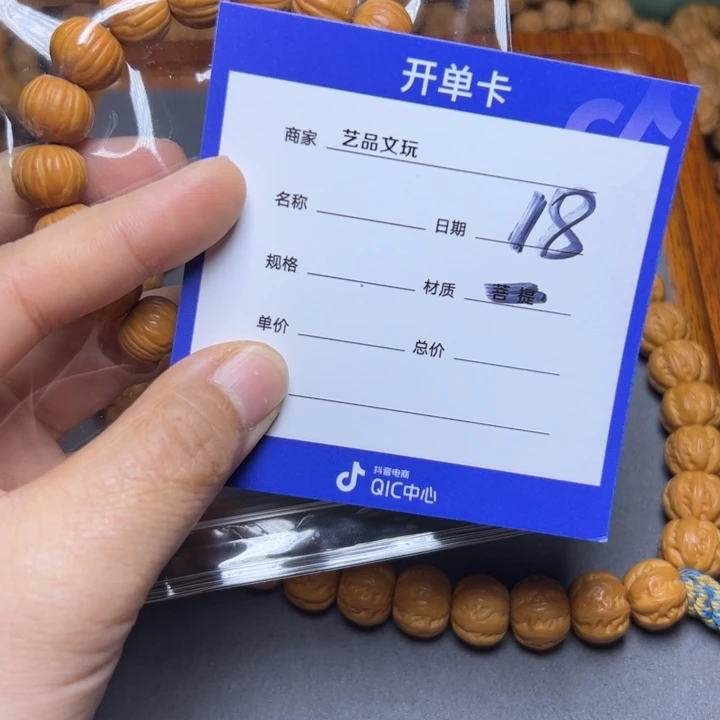 开单卡
商家 艺品文玩
名称 日期 18
规格 材质 菩提
单价 总价
抖音电商
QIC中心